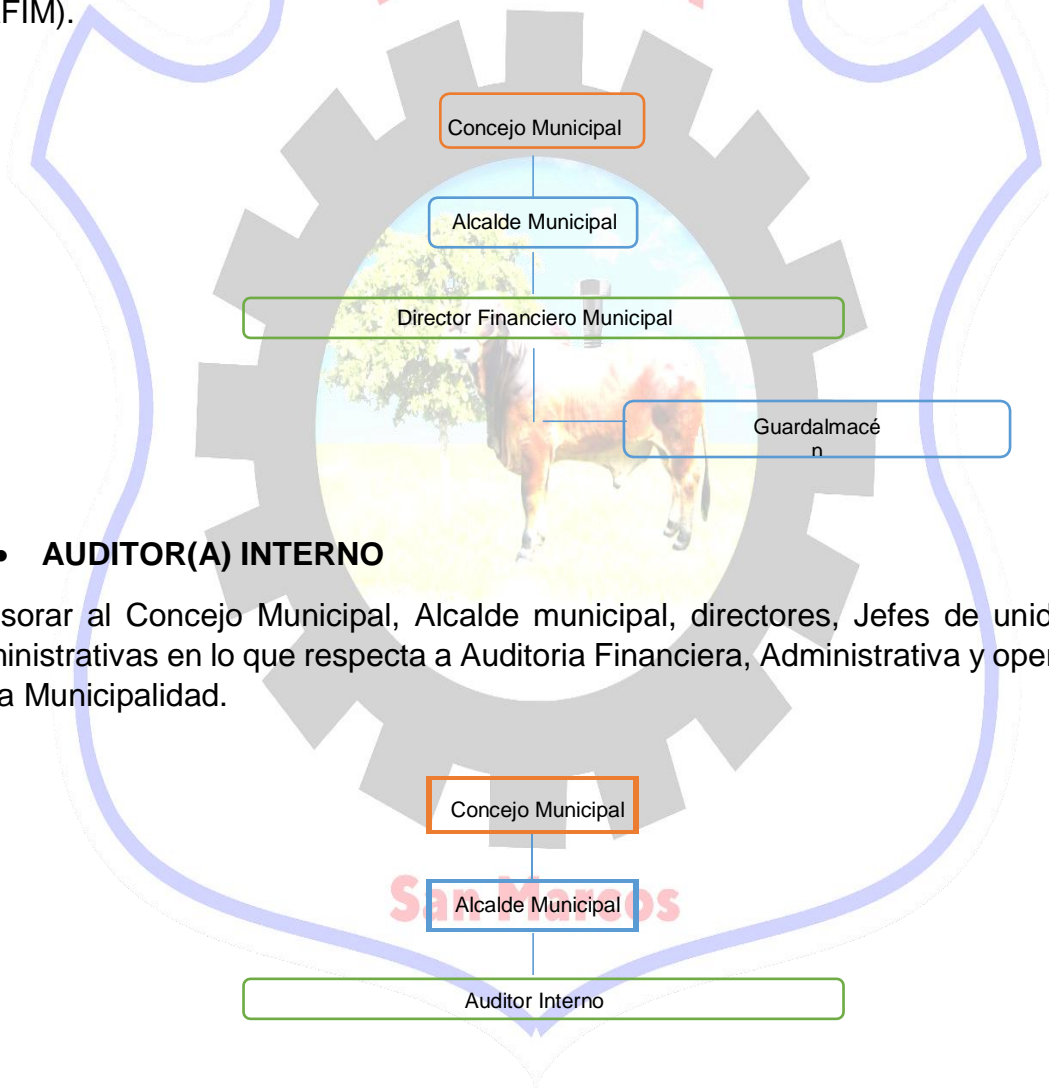 FIM).
Concejo Municipal
Alcalde Municipal
Director Financiero Municipal
Guardalmacé
n
• AUDITOR(A) INTERNO
sorar al Concejo Municipal, Alcalde municipal, directores, Jefes de unid
ninistrativas en lo que respecta a Auditoria Financiera, Administrativa y oper
a Municipalidad.
Concejo Municipal
San Marcos
Alcalde Municipal
Auditor Interno